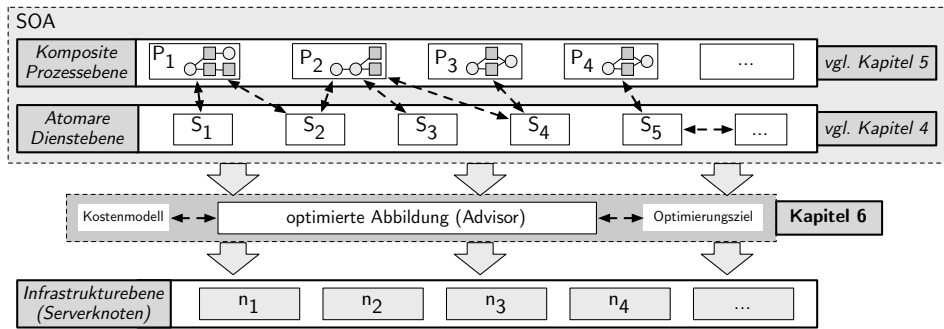 SOA
Komposite
Prozessebene
P1
P2
P3
P4
...
vgl. Kapitel 5
Atomare
Dienstebene
S1
S2
S3
S4
S5
...
vgl. Kapitel 4
Kostenmodell
optimierte Abbildung (Advisor)
Optimierungsziel
Kapitel 6
Infrastrukturebene
(Serverknoten)
n1
n2
n3
n4
...